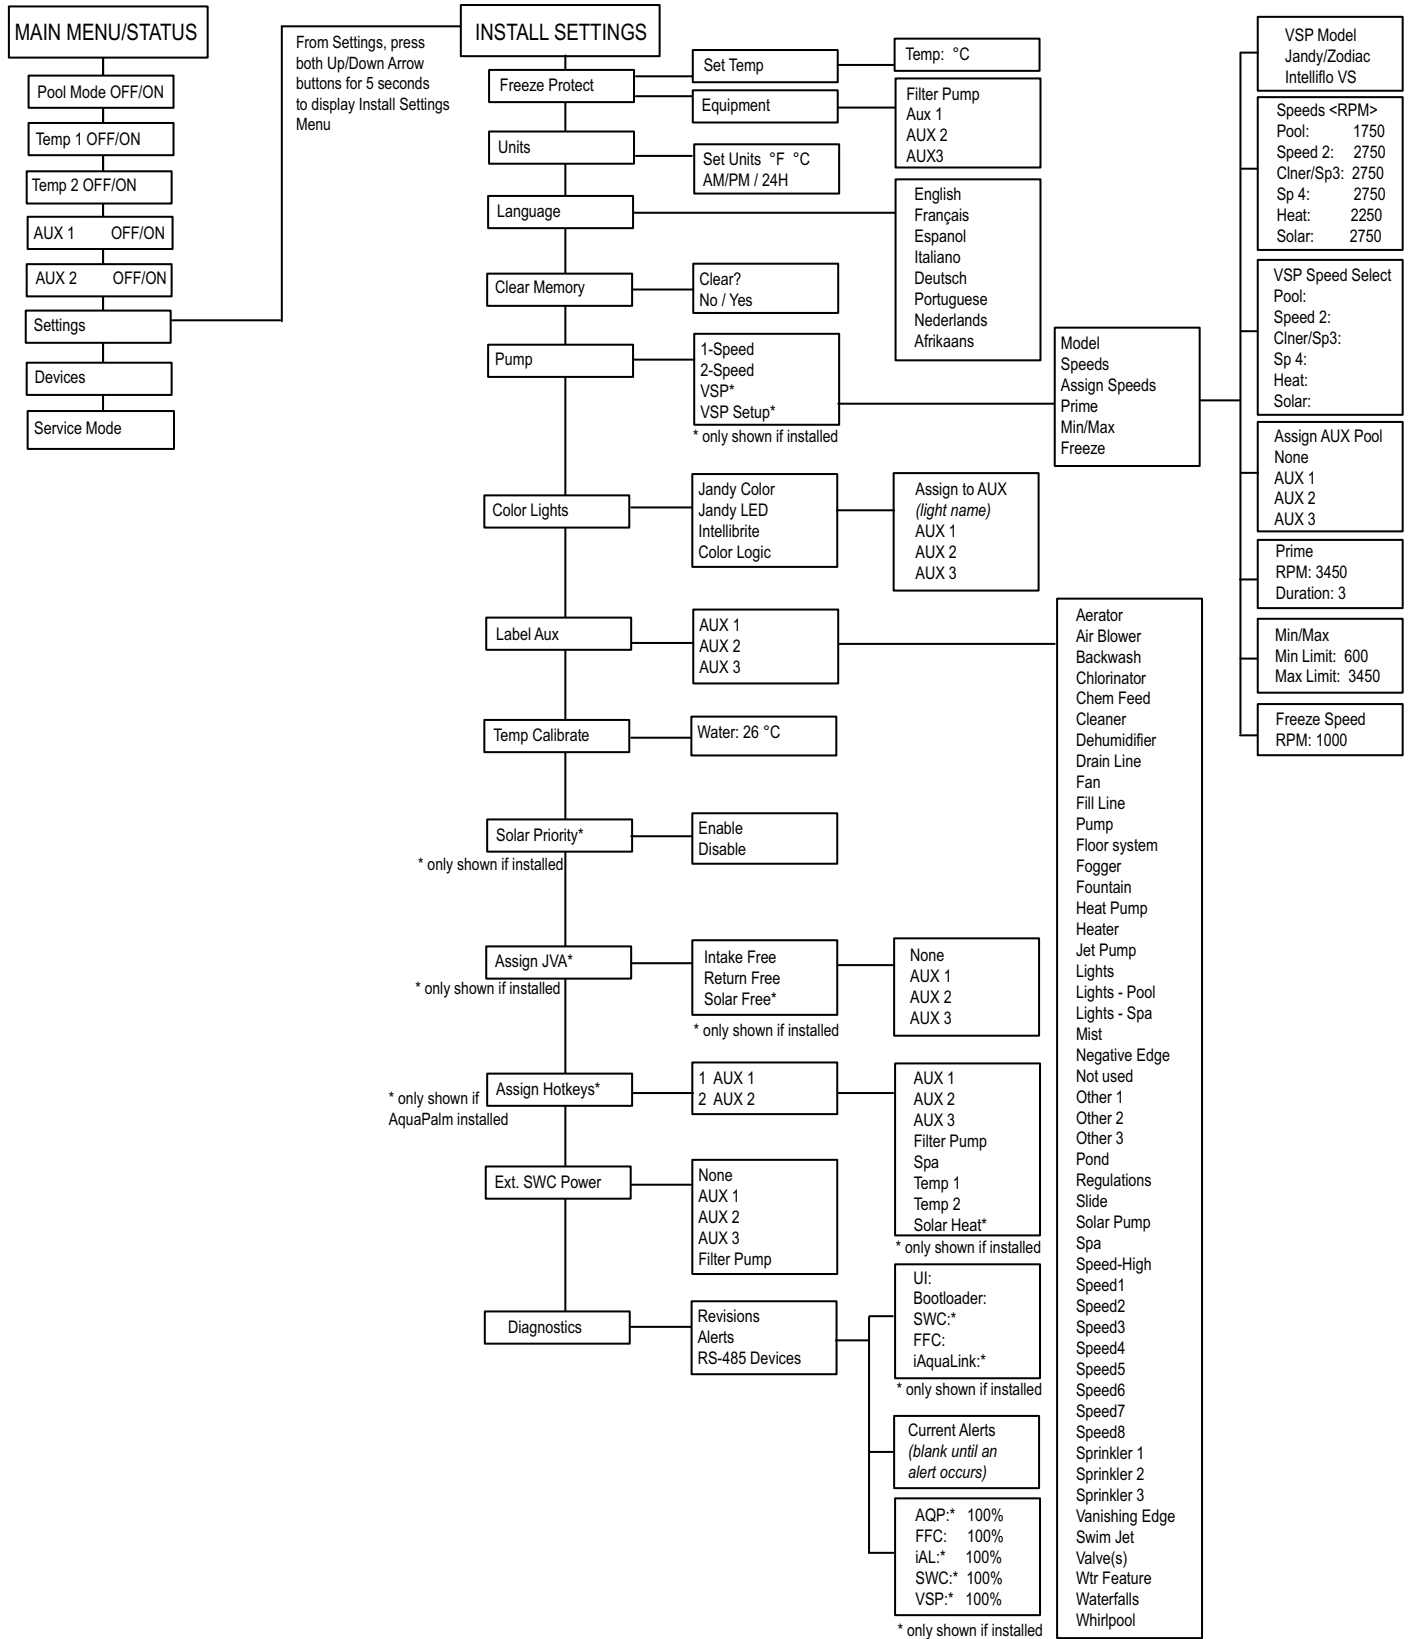 MAIN MENU/STATUS
Pool Mode OFF/ON
Temp 1 OFF/ON
Temp 2 OFF/ON
AUX 1 OFF/ON
AUX 2 OFF/ON
Settings
Devices
Service Mode
From Settings, press
both Up/Down Arrow
buttons for 5 seconds
to display Install Settings
Menu
INSTALL SETTINGS
Freeze Protect
Set Temp
Temp: °C
Equipment
Filter Pump
Aux 1
AUX 2
AUX3
Units
Set Units °F °C
AM/PM / 24H
Language
English
Français
Espanol
Italiano
Deutsch
Portuguese
Nederlands
Afrikaans
Clear Memory
Clear?
No / Yes
Pump
1-Speed
2-Speed
VSP*
VSP Setup*
* only shown if installed
Model
Speeds
Assign Speeds
Prime
Min/Max
Freeze
VSP Model
Jandy/Zodiac
Intelliflo VS
Speeds <RPM>
Pool: 1750
Speed 2: 2750
Clner/Sp3: 2750
Sp 4: 2750
Heat: 2250
Solar: 2750
VSP Speed Select
Pool:
Speed 2:
Clner/Sp3:
Sp 4:
Heat:
Solar:
Assign AUX Pool
None
AUX 1
AUX 2
AUX 3
Prime
RPM: 3450
Duration: 3
Min/Max
Min Limit: 600
Max Limit: 3450
Freeze Speed
RPM: 1000
Color Lights
Jandy Color
Jandy LED
Intellibrite
Color Logic
Assign to AUX
(light name)
AUX 1
AUX 2
AUX 3
Label Aux
AUX 1
AUX 2
AUX 3
Aerator
Air Blower
Backwash
Chlorinator
Chem Feed
Cleaner
Dehumidifier
Drain Line
Fan
Fill Line
Pump
Floor system
Fogger
Fountain
Heat Pump
Heater
Jet Pump
Lights
Lights - Pool
Lights - Spa
Mist
Negative Edge
Not used
Other 1
Other 2
Other 3
Pond
Regulations
Slide
Solar Pump
Spa
Speed-High
Speed1
Speed2
Speed3
Speed4
Speed5
Speed6
Speed7
Speed8
Sprinkler 1
Sprinkler 2
Sprinkler 3
Vanishing Edge
Swim Jet
Valve(s)
Wtr Feature
Waterfalls
Whirlpool
Temp Calibrate
Water: 26 °C
Solar Priority*
* only shown if installed
Enable
Disable
Assign JVA*
* only shown if installed
Intake Free
Return Free
Solar Free*
* only shown if installed
None
AUX 1
AUX 2
AUX 3
Assign Hotkeys*
* only shown if
AquaPalm installed
1 AUX 1
2 AUX 2
AUX 1
AUX 2
AUX 3
Filter Pump
Spa
Temp 1
Temp 2
Solar Heat*
* only shown if installed
Ext. SWC Power
None
AUX 1
AUX 2
AUX 3
Filter Pump
Diagnostics
Revisions
Alerts
RS-485 Devices
UI:
Bootloader:
SWC:*
FFC:
iAquaLink:*
* only shown if installed
Current Alerts
(blank until an
alert occurs)
AQP:* 100%
FFC: 100%
iAL:* 100%
SWC:* 100%
VSP:* 100%
* only shown if installed